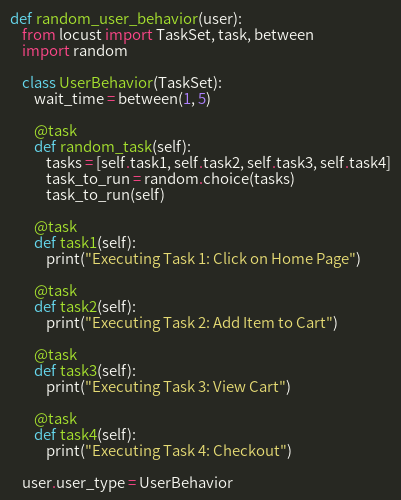 def random_user_behavior(user):
from locust import TaskSet, task, between
import random
class UserBehavior(TaskSet):
wait_time = between(1, 5)
@task
def random_task(self):
tasks = [self.task1, self.task2, self.task3, self.task4]
task_to_run = random.choice(tasks)
task_to_run(self)
@task
def task1(self):
print("Executing Task 1: Click on Home Page")
@task
def task2(self):
print("Executing Task 2: Add Item to Cart")
@task
def task3(self):
print("Executing Task 3: View Cart")
@task
def task4(self):
print("Executing Task 4: Checkout")
user.user_type = UserBehavior